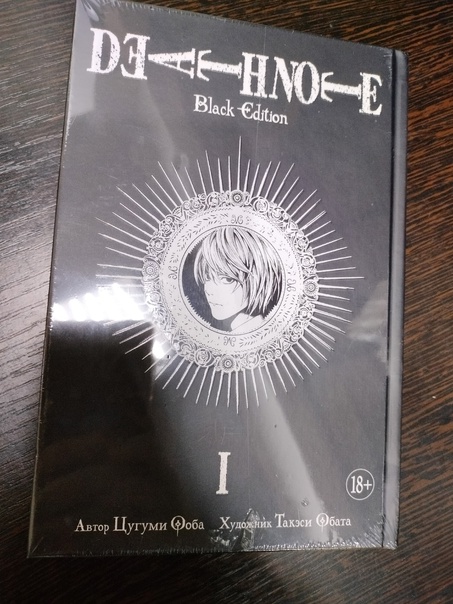 DEATH NOTE
Black Edition
I
18+
Автор Цугуми Ооба Художник Такэси Обата